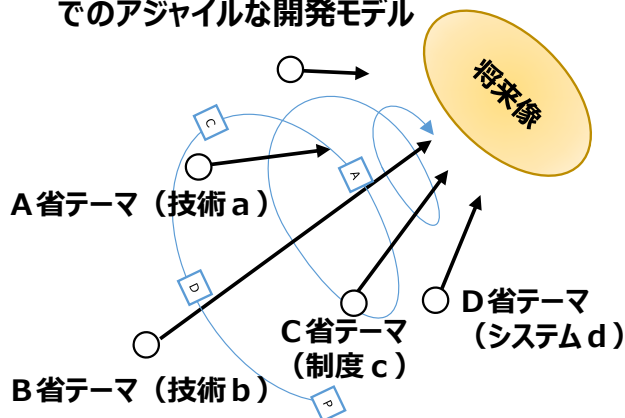 でのアジャイルな開発モデル
将来像
C
A
A省テーマ（技術a）
D
D省テーマ
（システムd）
C省テーマ
（制度c）
B省テーマ（技術b）
P